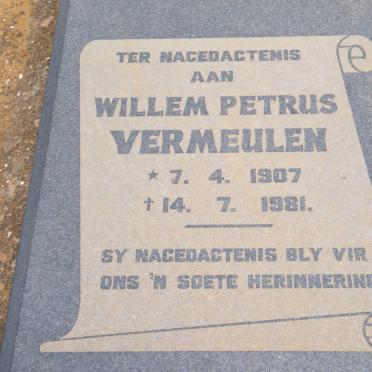 TER NAGEDACTENIS
AAN
WILLEM PETRUS
VERMEULEN
* 7. 4. 1907
† 14. 7. 1981.
SY NAGEDACTENIS BLY VIR
ONS 'N SOETE HERINNERING